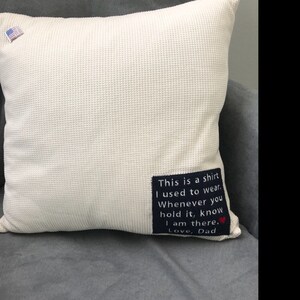 This is a shirt
I used to wear.
Whenever you
hold it, know
I am there.
Love, Dad